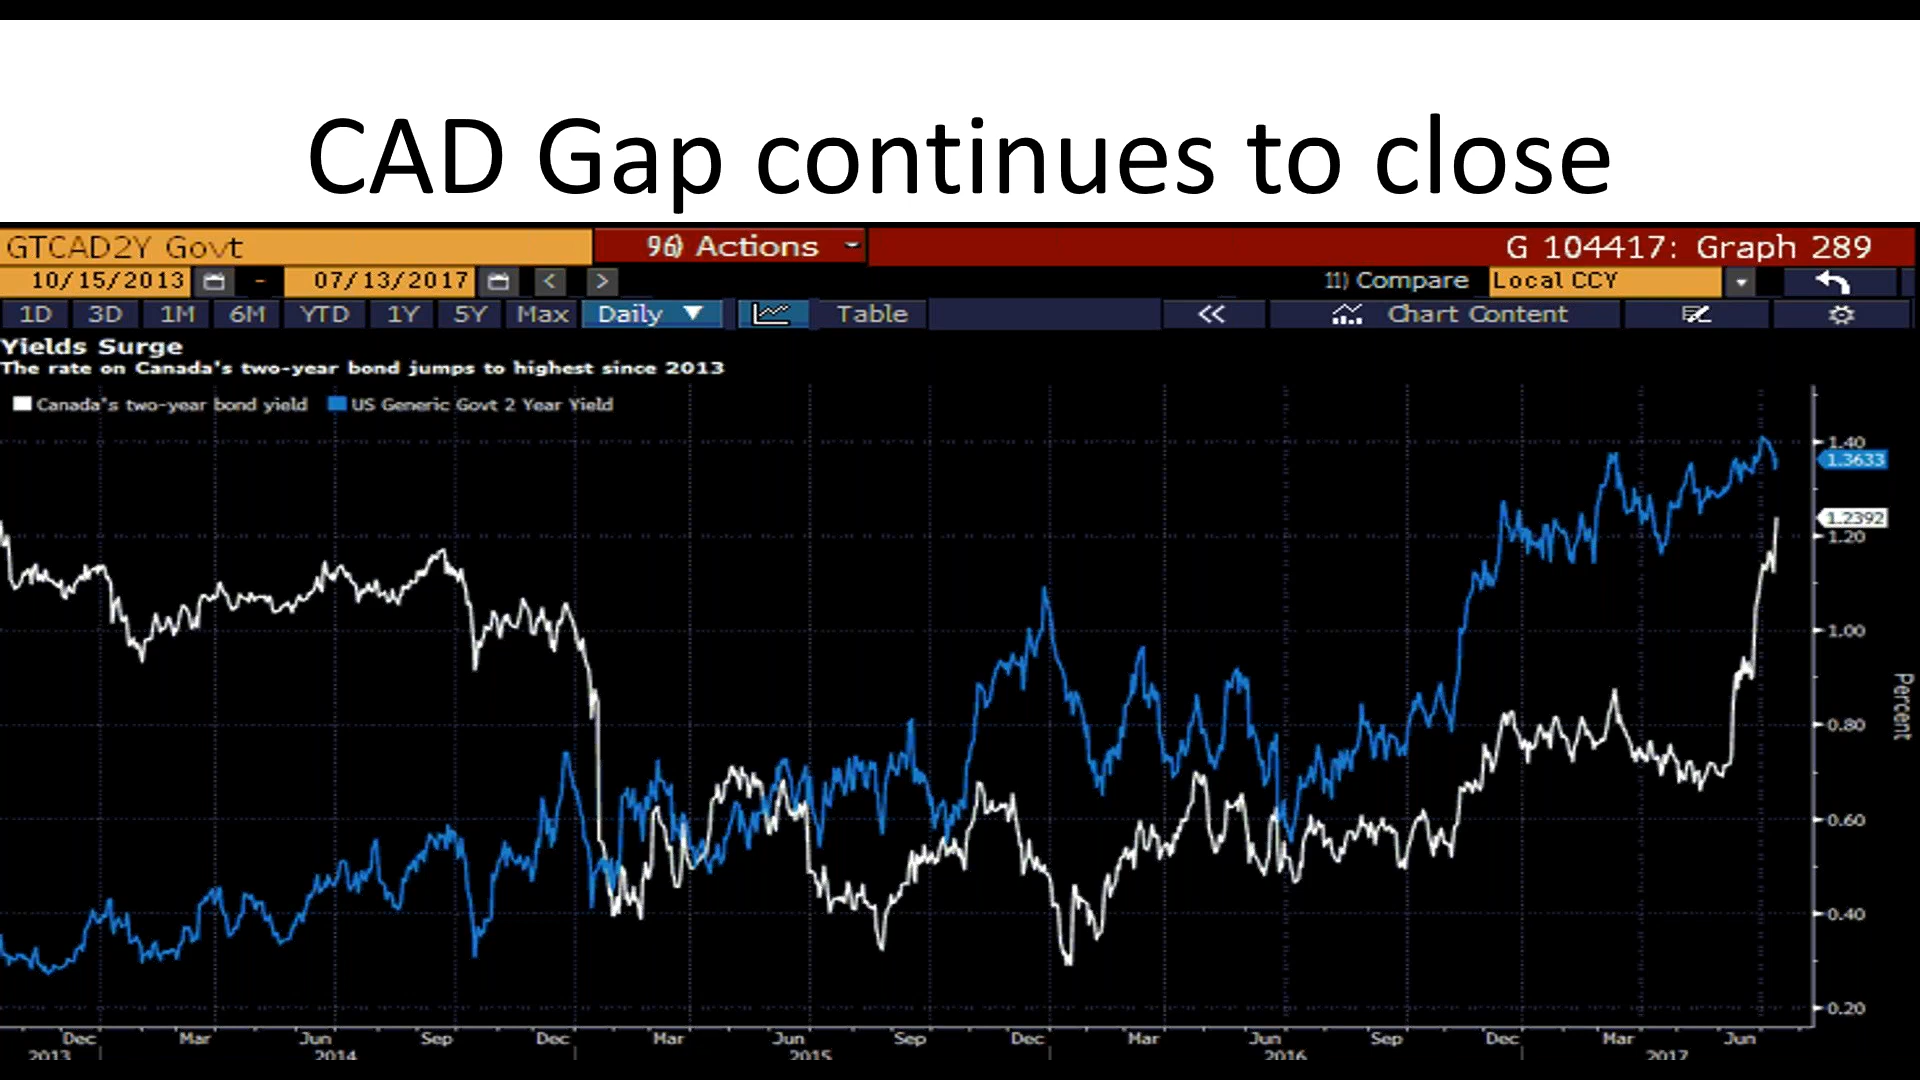 CAD Gap continues to close
GTCAD2Y Govt 96) Actions G 104417: Graph 289
10/15/2013 - 07/13/2017 < > 11) Compare Local CCY
1D 3D 1M 6M YTD 1Y 5Y Max Daily ▼ Table « Chart Content
Yields Surge
The rate on Canada's two-year bond jumps to highest since 2013
Canada's two-year bond yield US Generic Govt 2 Year Yield
1.40
1.3633
1.2392
1.20
1.00
Percent
0.80
0.60
0.40
0.20
Dec Mar Jun Sep Dec Mar Jun Sep Dec Mar Jun Sep Dec Mar Jun
2013 2014 2015 2016 2017